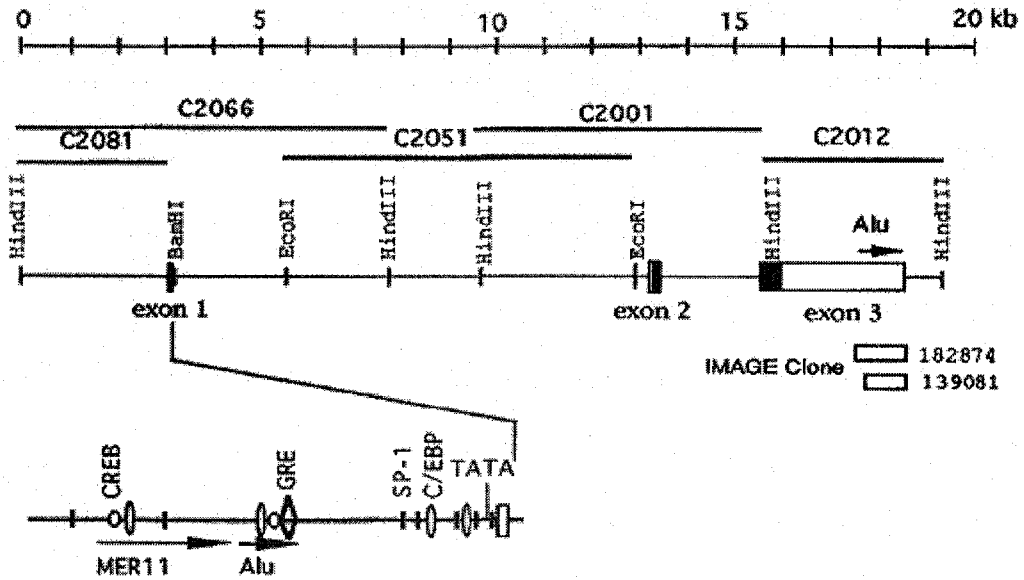 0 5 10 15 20 kb
C2066 C2001
C2081 C2051 C2012
HindIII BamHI EcoRI HindIII HindIII EcoRI HindIII HindIII
Alu
exon 1 exon 2 exon 3
IMAGE Clone 182874
139081
CREB GRE SP-1 C/EBP TATA
MER11 Alu